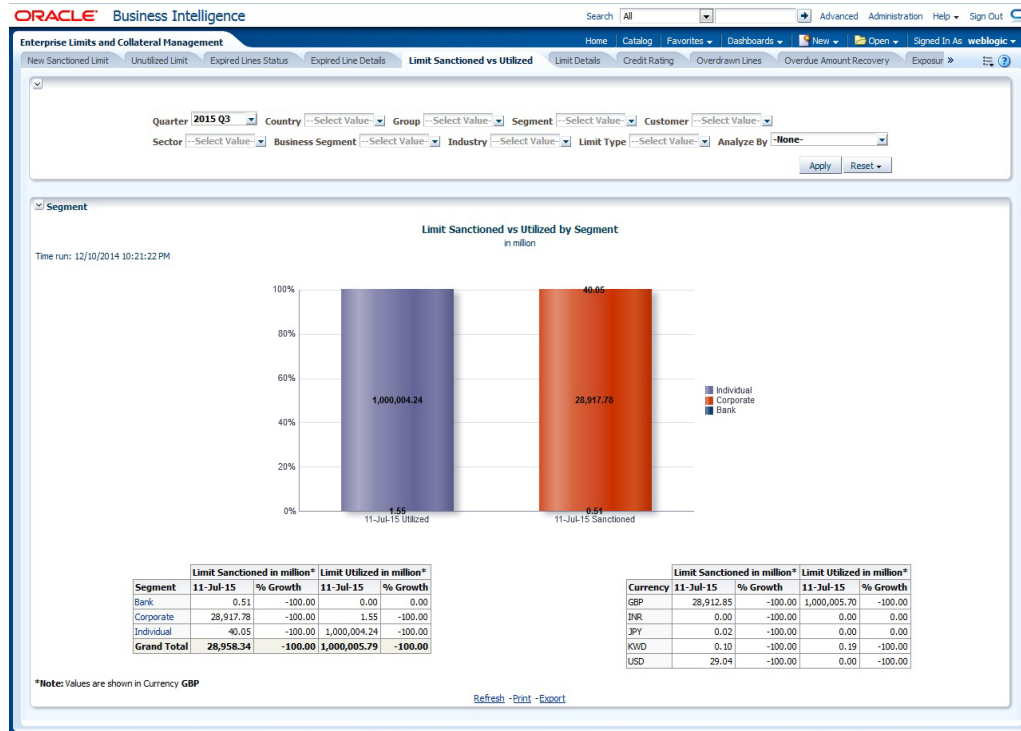 ORACLE Business Intelligence
Search All Advanced Administration Help Sign Out
Enterprise Limits and Collateral Management
Home Catalog Favorites Dashboards New Open Signed In As weblogic
New Sanctioned Limit Unutilized Limit Expired Lines Status Expired Line Details Limit Sanctioned vs Utilized Limit Details Credit Rating Overdrawn Lines Overdue Amount Recovery Exposur »
Quarter 2015 Q3 Country --Select Value- Group --Select Value- Segment --Select Value- Customer --Select Value-
Sector --Select Value- Business Segment --Select Value- Industry --Select Value- Limit Type --Select Value- Analyze By -None-
Apply Reset
Segment
Limit Sanctioned vs Utilized by Segment
in million
Time run: 12/10/2014 10:21:22 PM
100%
80%
60%
40%
20%
0%
1,000,004.24
1.55
40.05
28,917.78
0.51
11-Jul-15 Utilized
11-Jul-15 Sanctioned
Individual
Corporate
Bank
Limit Sanctioned in million* Limit Utilized in million*
Segment 11-Jul-15 % Growth 11-Jul-15 % Growth
Bank 0.51 -100.00 0.00 0.00
Corporate 28,917.78 -100.00 1.55 -100.00
Individual 40.05 -100.00 1,000,004.24 -100.00
Grand Total 28,958.34 -100.00 1,000,005.79 -100.00
Limit Sanctioned in million* Limit Utilized in million*
Currency 11-Jul-15 % Growth 11-Jul-15 % Growth
GBP 28,912.85 -100.00 1,000,005.70 -100.00
INR 0.00 -100.00 0.00 0.00
JPY 0.02 -100.00 0.00 0.00
KWD 0.10 -100.00 0.19 -100.00
USD 29.04 -100.00 0.00 -100.00
*Note: Values are shown in Currency GBP
Refresh - Print - Export